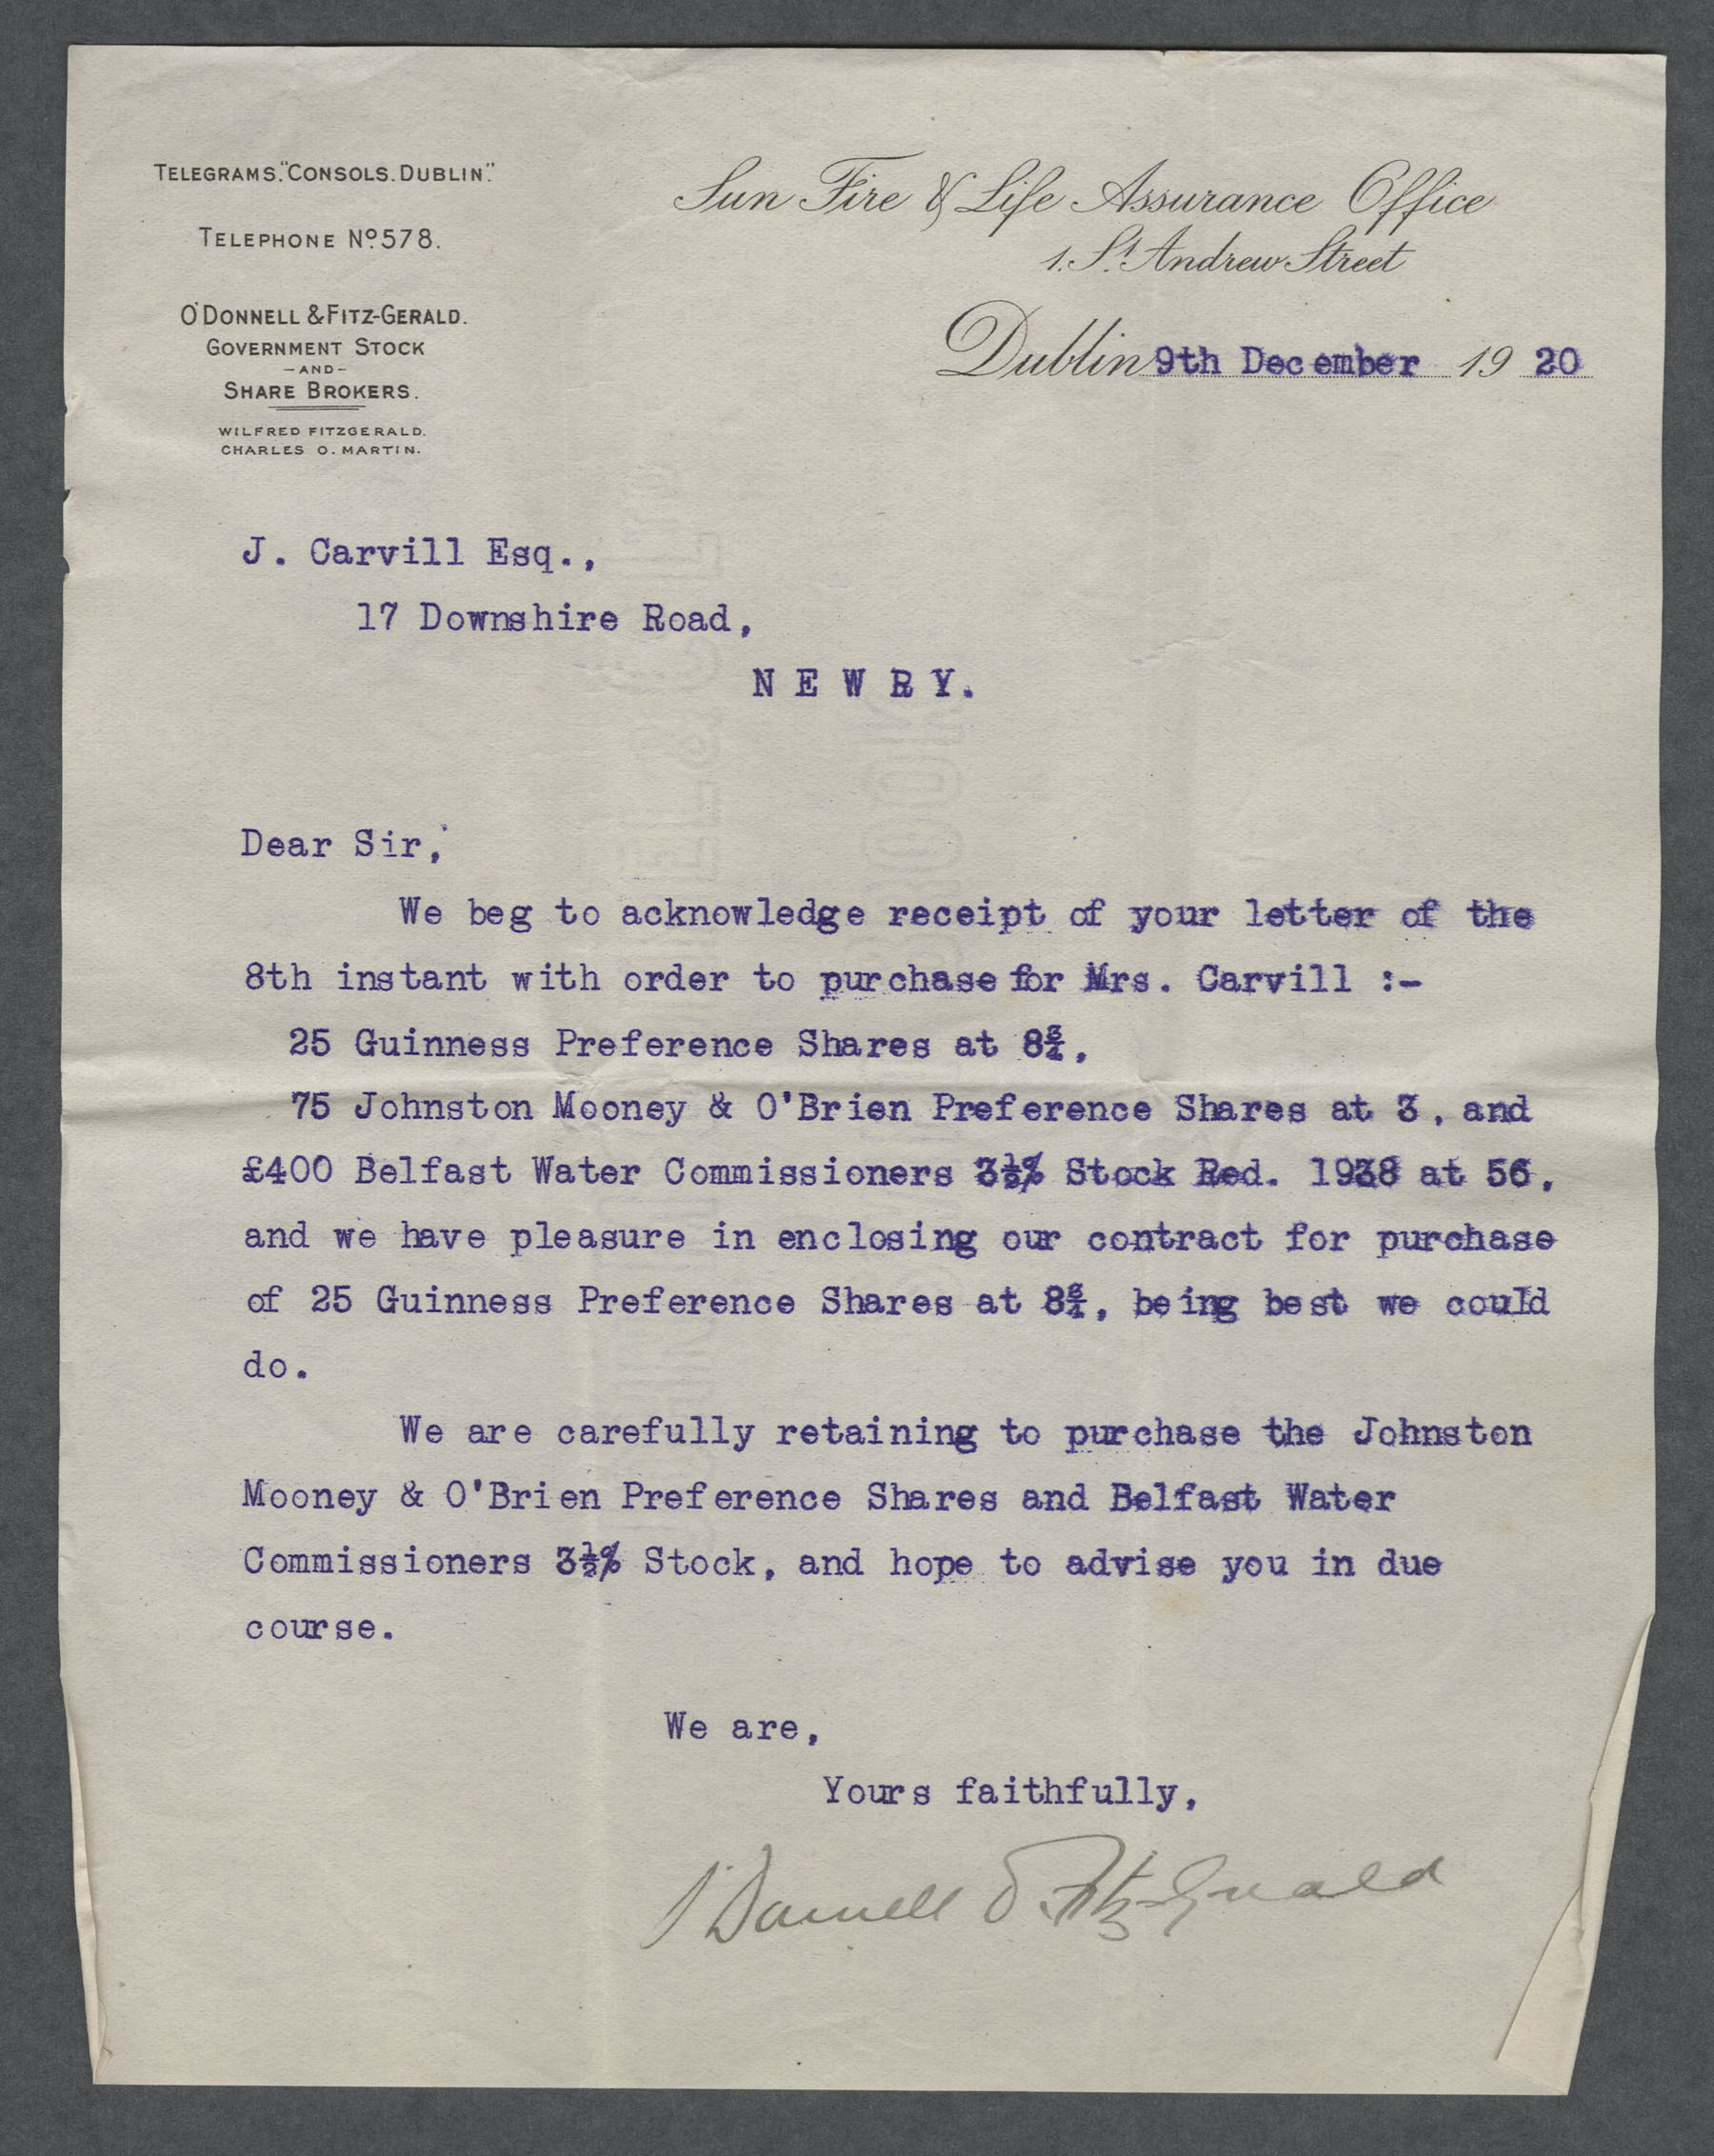 TELEGRAMS."CONSOLS.DUBLIN".
TELEPHONE Nº 578.
O'DONNELL & FITZ-GERALD.
GOVERNMENT STOCK
-AND-
SHARE BROKERS.
WILFRED FITZGERALD.
CHARLES O. MARTIN.
Sun Fire & Life Assurance Office
1. St. Andrew Street
Dublin 9th December 1920
J. Carvill Esq.,
17 Downshire Road,
N E W R Y.
Dear Sir,
We beg to acknowledge receipt of your letter of the
8th instant with order to purchase for Mrs. Carvill :-
25 Guinness Preference Shares at 8¾,
75 Johnston Mooney & O'Brien Preference Shares at 3, and
£400 Belfast Water Commissioners 3½% Stock Red. 1938 at 56,
and we have pleasure in enclosing our contract for purchase
of 25 Guinness Preference Shares at 8¾, being best we could
do.
We are carefully retaining to purchase the Johnston
Mooney & O'Brien Preference Shares and Belfast Water
Commissioners 3½% Stock, and hope to advise you in due
course.
We are,
Yours faithfully,
O'Donnell & Fitz-Gerald